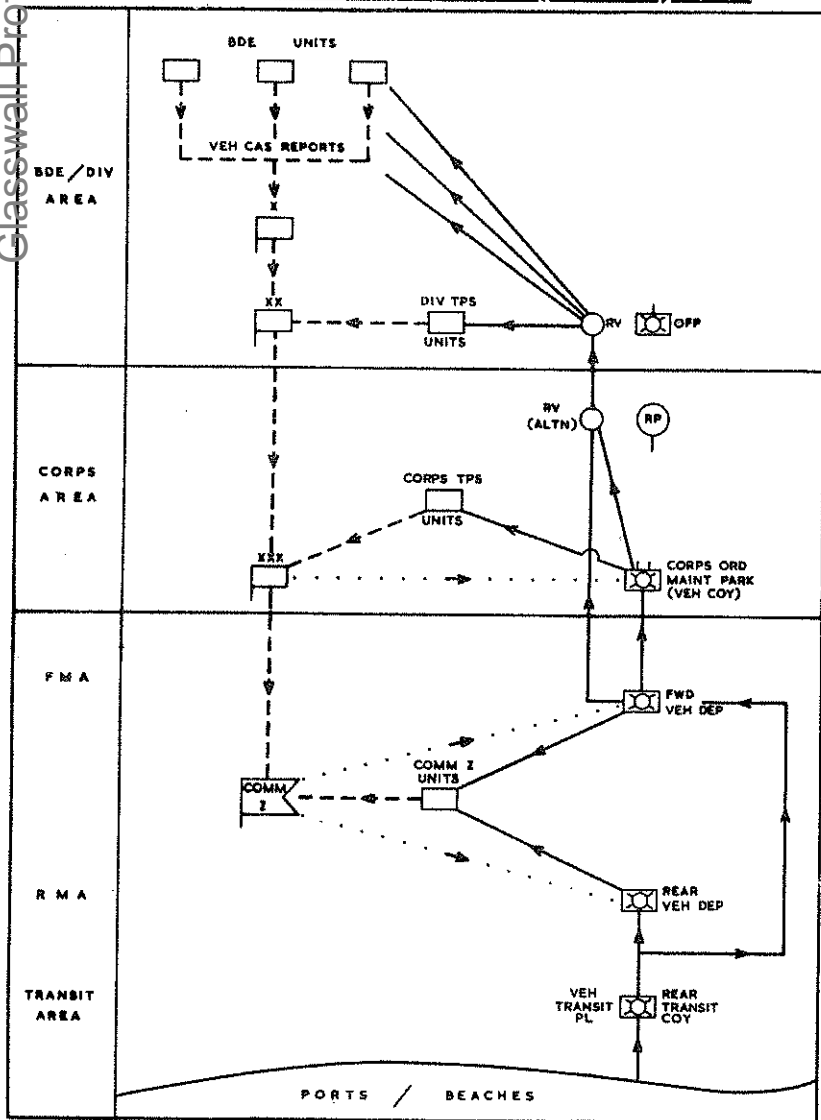 Glasswall Pro
BDE UNITS
VEH CAS REPORTS
BDE/DIV
AREA
X
XX
DIV TPS
UNITS
RV
OFP
RV
(ALTN)
RP
CORPS
AREA
CORPS TPS
UNITS
XXX
CORPS ORD
MAINT PARK
(VEH COY)
FMA
FWD
VEH DEP
COMM Z
UNITS
COMM
Z
RMA
REAR
VEH DEP
TRANSIT
AREA
VEH
TRANSIT
PL
REAR
TRANSIT
COY
PORTS / BEACHES